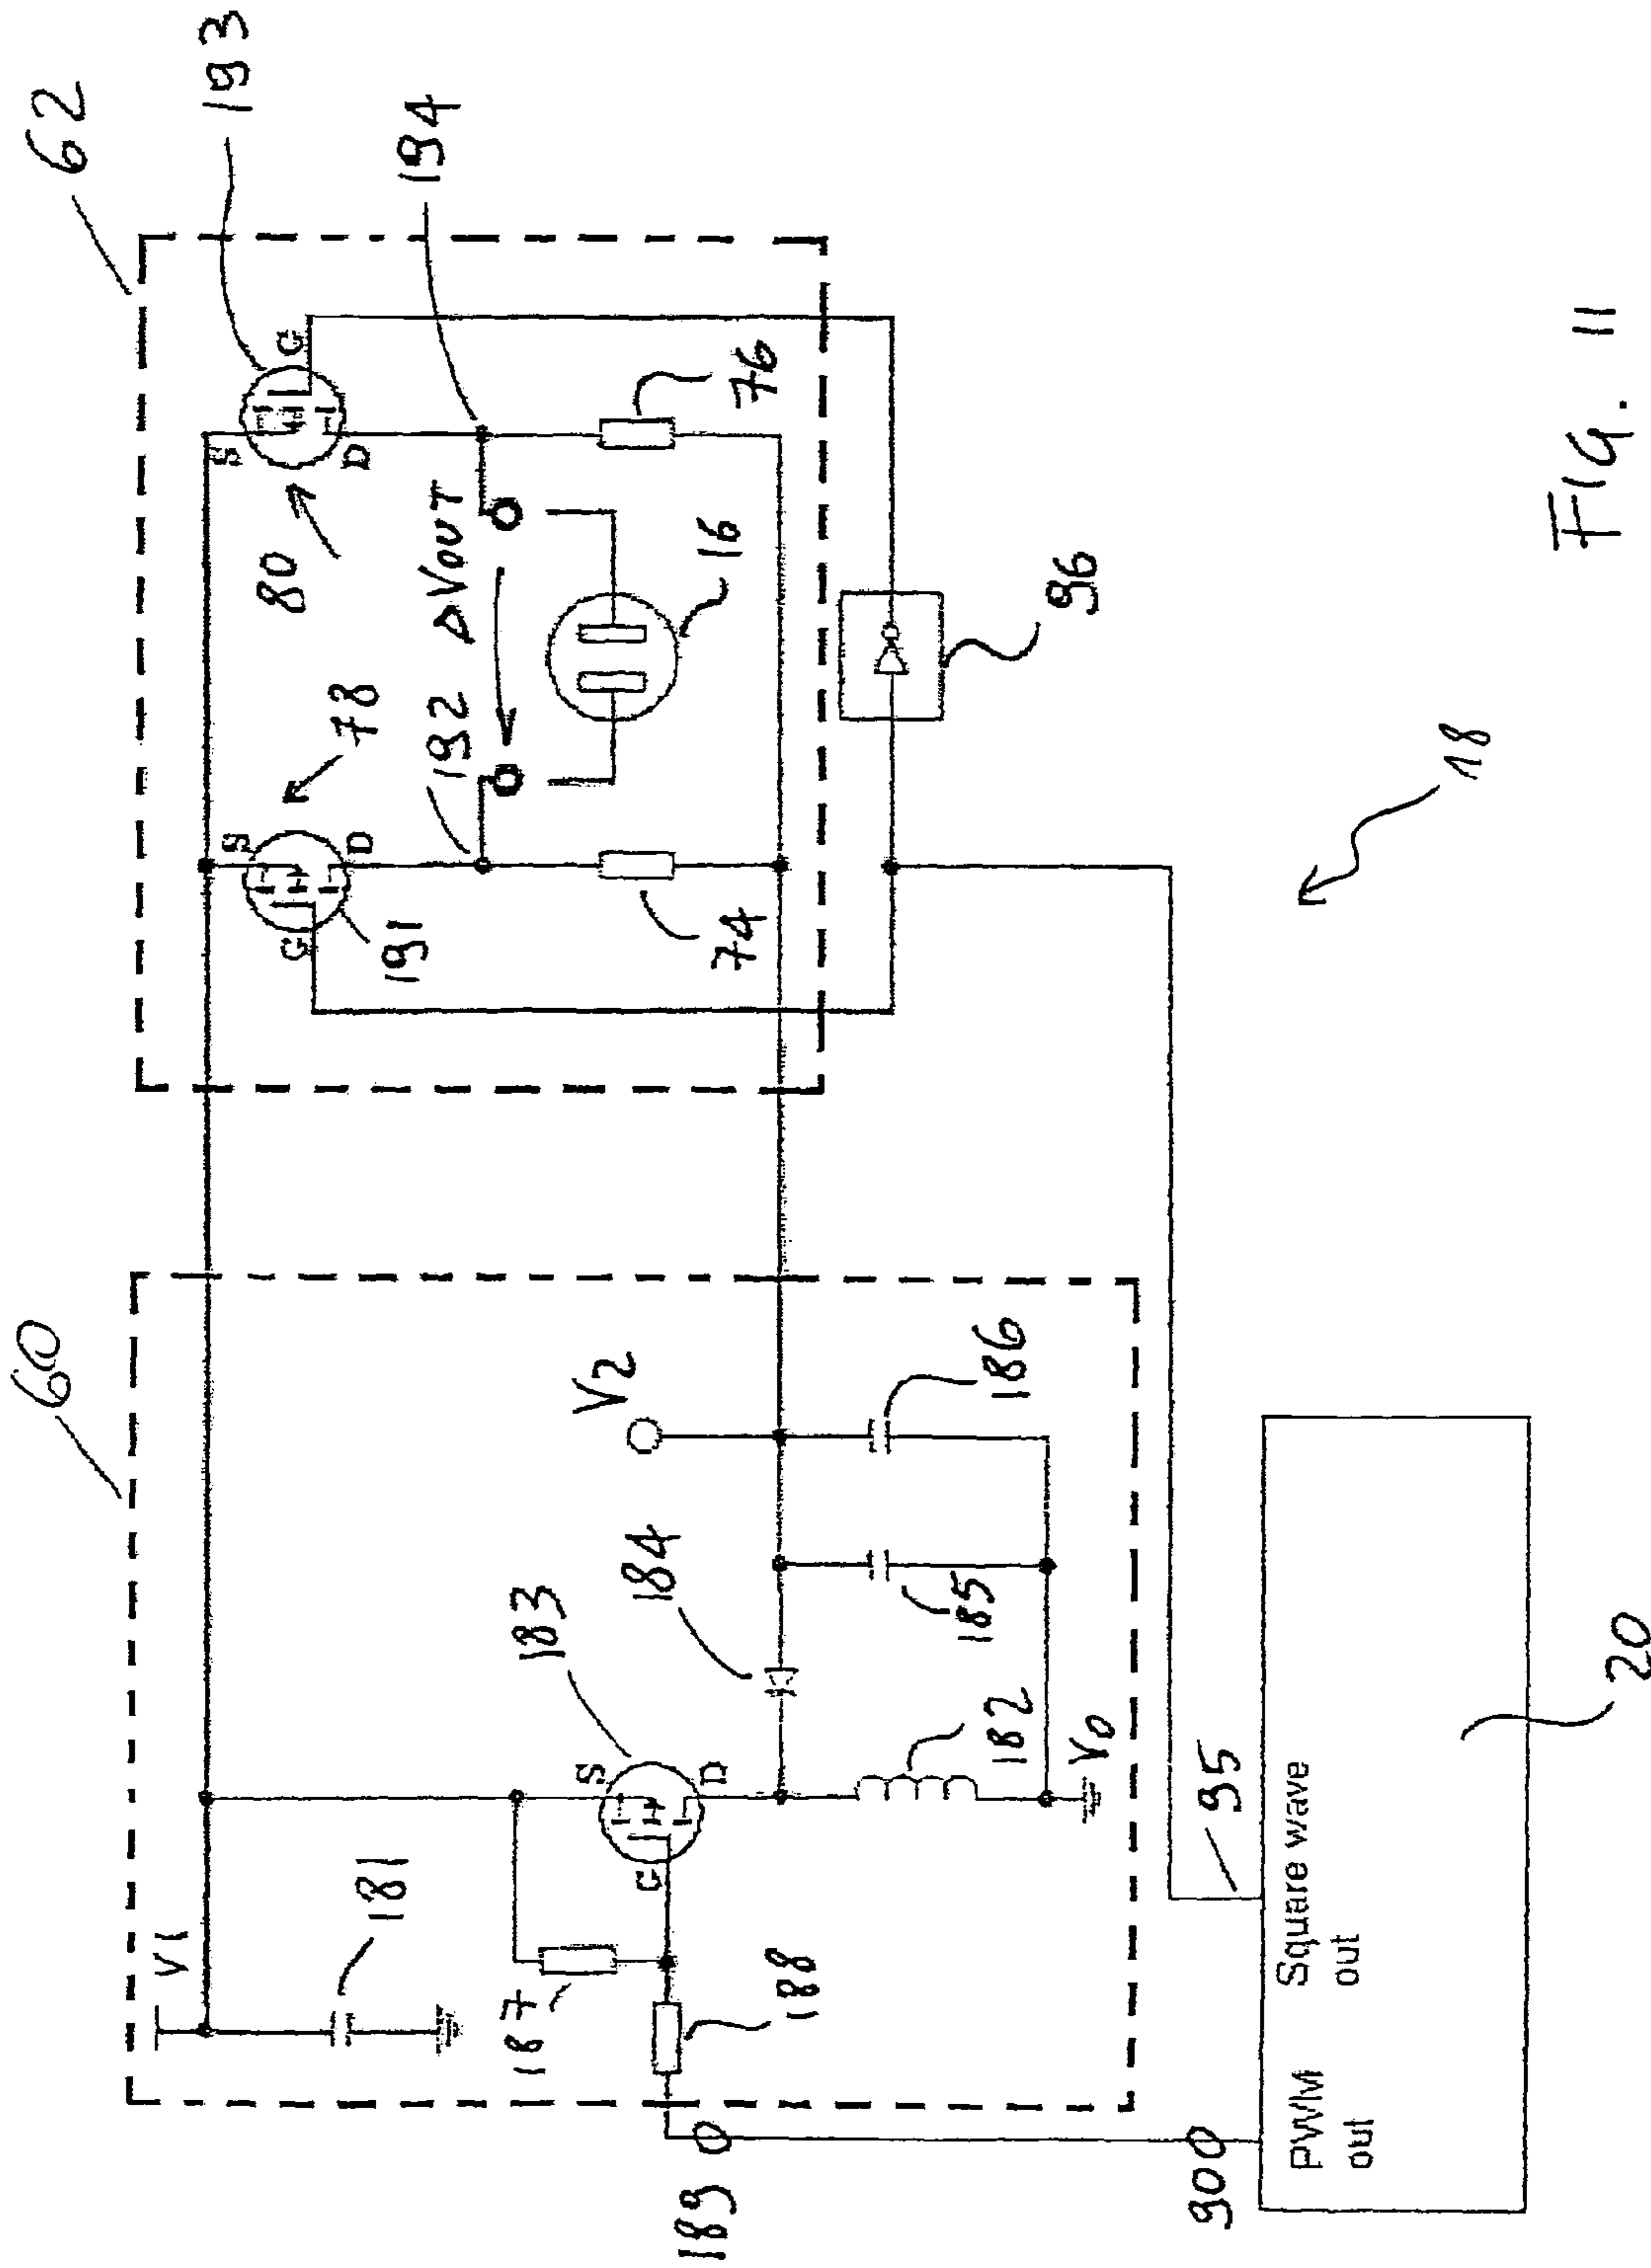 60
62
V1
193
S
S
80
G
G
D
D
78
181
191
194
192
ΔVOUT
187
183
S
V2
G
184
189
D
16
74
76
188
185
186
182
96
V0
90
95
PWM
out
Square wave
out
18
20
FIG. 11